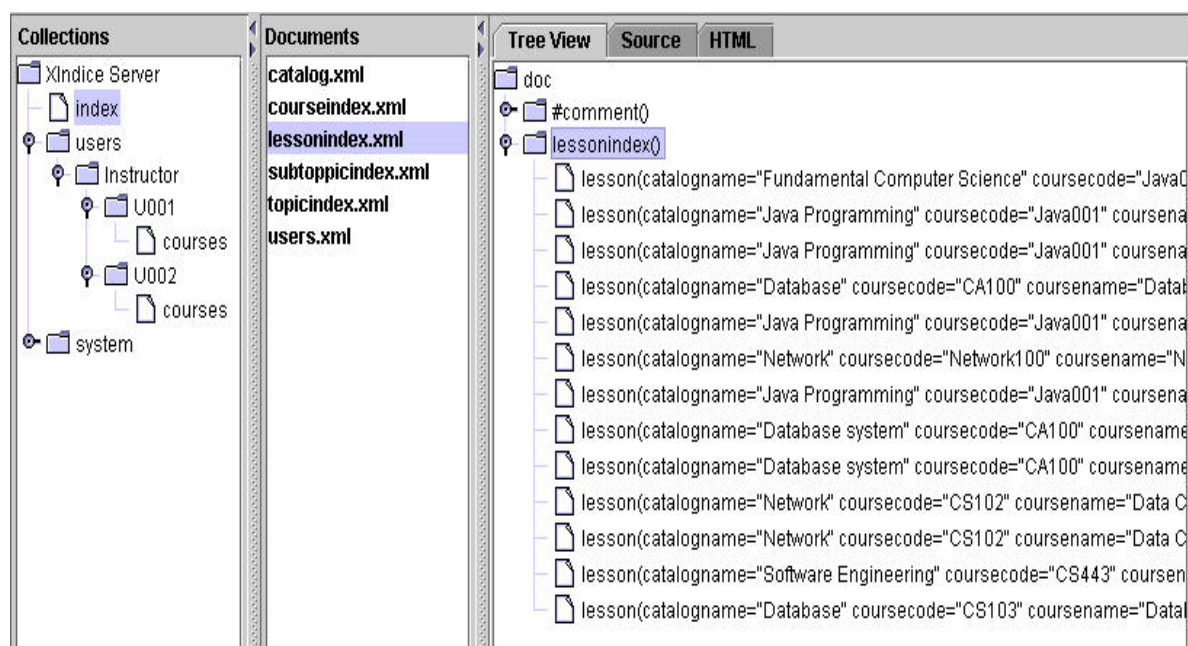 Collections
XIndice Server
index
users
Instructor
U001
courses
U002
courses
system
Documents
catalog.xml
courseindex.xml
lessonindex.xml
subtoppicindex.xml
topicindex.xml
users.xml
Tree View Source HTML
doc
#comment()
lessonindex()
lesson(catalogname="Fundamental Computer Science" coursecode="Java0
lesson(catalogname="Java Programming" coursecode="Java001" coursena
lesson(catalogname="Java Programming" coursecode="Java001" coursena
lesson(catalogname="Database" coursecode="CA100" coursename="Datab
lesson(catalogname="Java Programming" coursecode="Java001" coursena
lesson(catalogname="Network" coursecode="Network100" coursename="N
lesson(catalogname="Java Programming" coursecode="Java001" coursena
lesson(catalogname="Database system" coursecode="CA100" coursename
lesson(catalogname="Database system" coursecode="CA100" coursename
lesson(catalogname="Network" coursecode="CS102" coursename="Data C
lesson(catalogname="Network" coursecode="CS102" coursename="Data C
lesson(catalogname="Software Engineering" coursecode="CS443" coursen
lesson(catalogname="Database" coursecode="CS103" coursename="Data